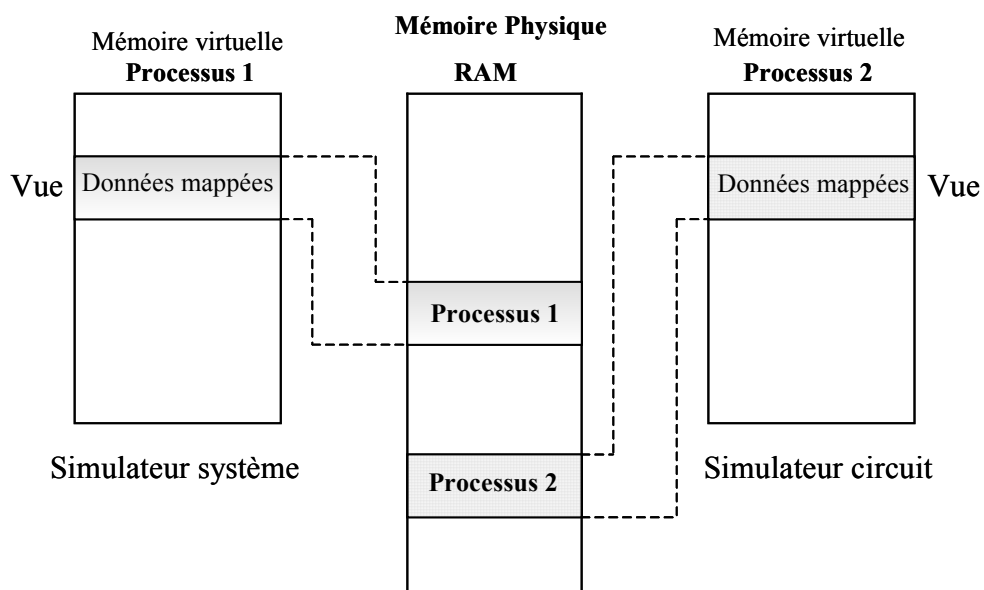 Mémoire virtuelle
Processus 1
Mémoire Physique
RAM
Mémoire virtuelle
Processus 2
Vue
Données mappées
Données mappées
Vue
Processus 1
Simulateur système
Processus 2
Simulateur circuit